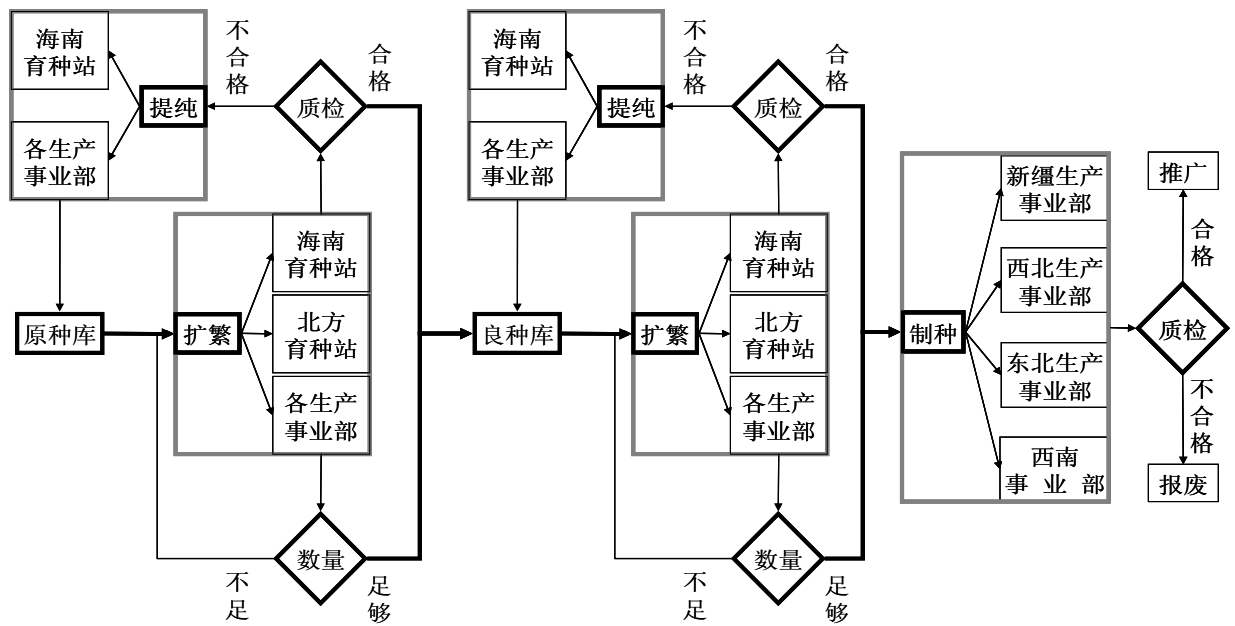 海南
育种站
提纯
各生产
事业部
不
合
格
质检
合
格
原种库
扩繁
海南
育种站
北方
育种站
各生产
事业部
数量
不
足
足
够
海南
育种站
提纯
各生产
事业部
不
合
格
质检
合
格
良种库
扩繁
海南
育种站
北方
育种站
各生产
事业部
数量
不
足
足
够
制种
新疆生产
事业部
西北生产
事业部
东北生产
事业部
西南
事 业 部
质检
合
格
推广
不
合
格
报废